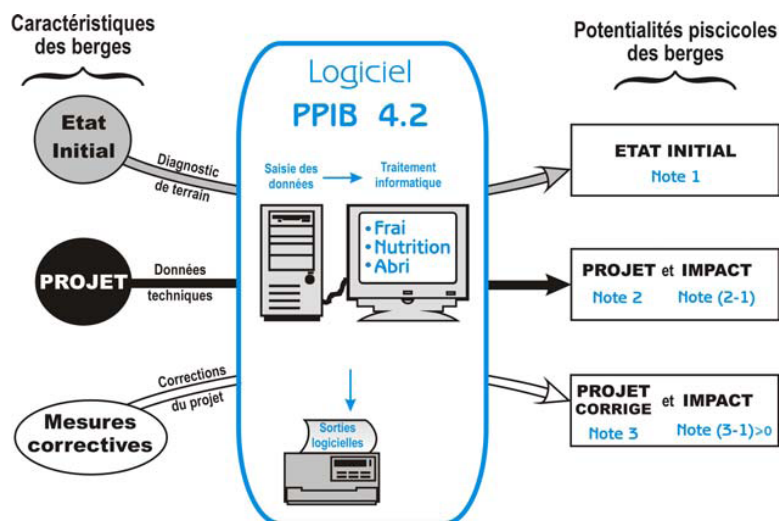 Caractéristiques
des berges
Etat
Initial
Diagnostic
de terrain
PROJET
Données
techniques
Mesures
correctives
Corrections
du projet
Logiciel
PPIB 4.2
Saisie des
données
Traitement
informatique
• Frai
• Nutrition
• Abri
Sorties
logicielles
Potentialités piscicoles
des berges
ETAT INITIAL
Note 1
PROJET et IMPACT
Note 2 Note (2-1)
PROJET
CORRIGE et IMPACT
Note 3 Note (3-1)>0